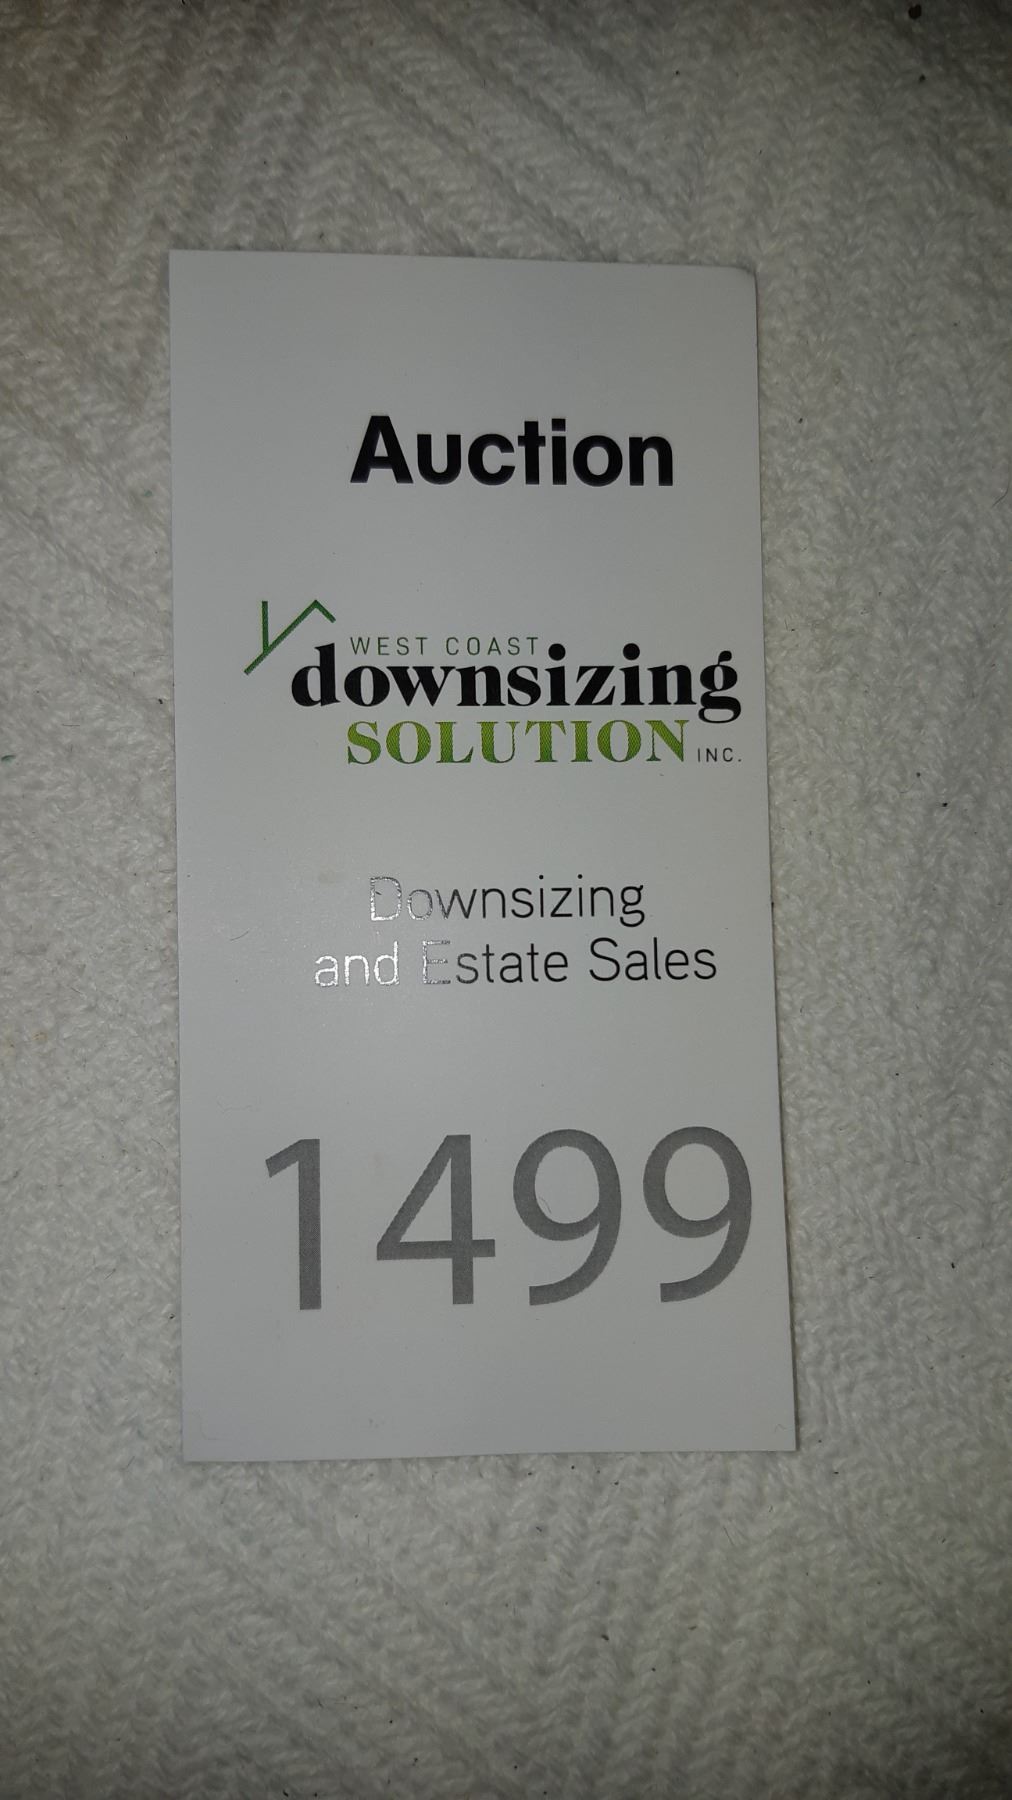 Auction
WEST COAST
downsizing
SOLUTION INC.
Downsizing
and Estate Sales
1499